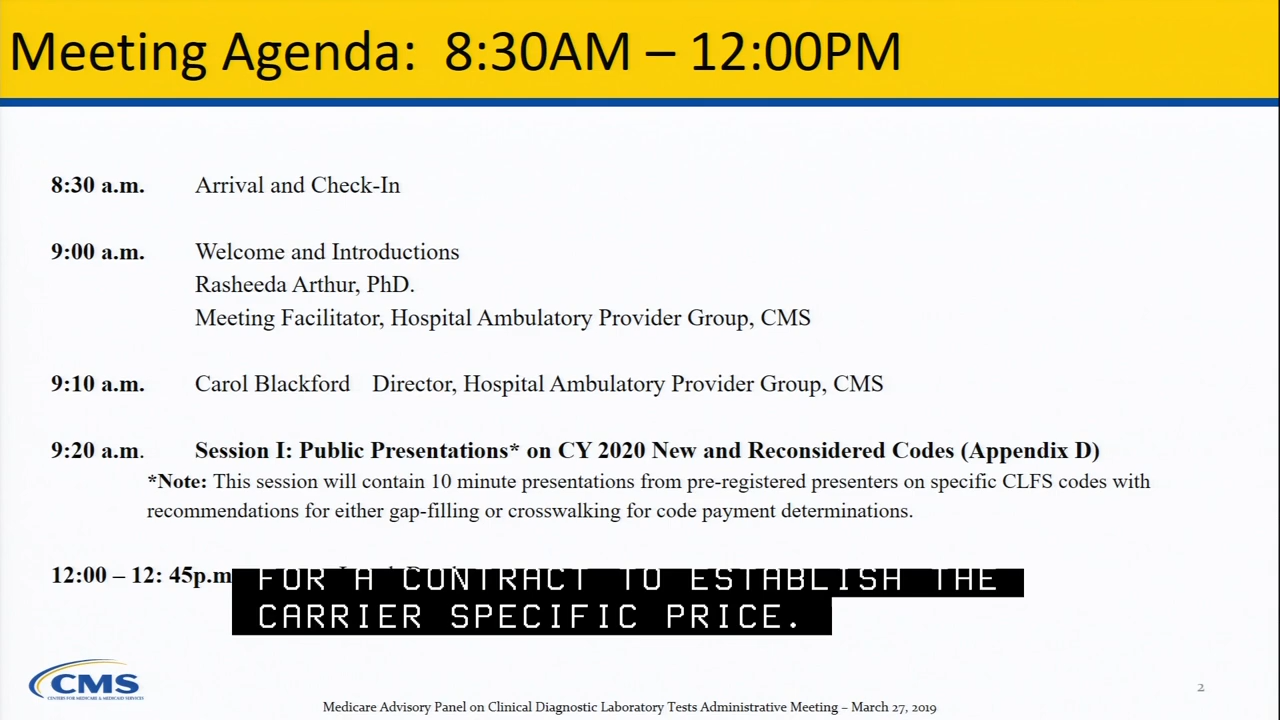 Meeting Agenda: 8:30AM – 12:00PM
8:30 a.m. Arrival and Check-In
9:00 a.m. Welcome and Introductions
Rasheeda Arthur, PhD.
Meeting Facilitator, Hospital Ambulatory Provider Group, CMS
9:10 a.m. Carol Blackford Director, Hospital Ambulatory Provider Group, CMS
9:20 a.m. Session I: Public Presentations* on CY 2020 New and Reconsidered Codes (Appendix D)
*Note: This session will contain 10 minute presentations from pre-registered presenters on specific CLFS codes with
recommendations for either gap-filling or crosswalking for code payment determinations.
12:00 – 12: 45p.m
FOR A CONTRACT TO ESTABLISH THE
CARRIER SPECIFIC PRICE.
CMS
CENTERS FOR MEDICARE & MEDICAID SERVICES
2
Medicare Advisory Panel on Clinical Diagnostic Laboratory Tests Administrative Meeting – March 27, 2019